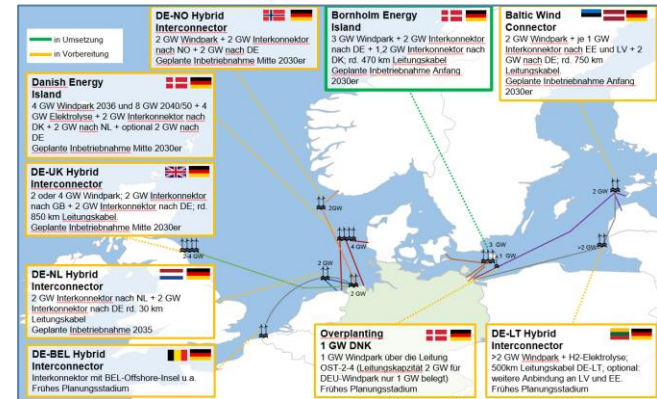 in Umsetzung
in Vorbereitung
DE-NO Hybrid
Interconnector
2 GW Windpark + 2 GW Interkonnektor
nach NO + 2 GW nach DE
Geplante Inbetriebnahme Mitte 2030er
Bornholm Energy
Island
3 GW Windpark + 2 GW Interkonnektor
nach DE + 1,2 GW Interkonnektor nach
DK; rd. 470 km Leitungskabel
Geplante Inbetriebnahme Anfang
2030er
Baltic Wind
Connector
2 GW Windpark + je 1 GW
Interkonnektor nach EE und LV + 2
GW nach DE; rd. 750 km
Leitungskabel.
Geplante Inbetriebnahme Anfang
2030er
Danish Energy
Island
4 GW Windpark 2036 und 8 GW 2040/50 + 4
GW Elektrolyse + 2 GW Interkonnektor nach
DK + 2 GW nach NL + optional 2 GW nach
DE
Geplante Inbetriebnahme Mitte 2030er
DE-UK Hybrid
Interconnector
2 oder 4 GW Windpark; 2 GW Interkonnektor
nach GB + 2 GW Interkonnektor nach DE; rd.
850 km Leitungskabel.
Geplante Inbetriebnahme Mitte 2030er
DE-NL Hybrid
Interconnector
2 GW Interkonnektor nach NL + 2 GW
Interkonnektor nach DE rd. 30 km
Leitungskabel
Geplante Inbetriebnahme 2035
DE-BEL Hybrid
Interconnector
Interkonnektor mit BEL-Offshore-Insel u.a.
Frühes Planungsstadium
Overplanting
1 GW DNK
1 GW Windpark über die Leitung
OST-2-4 (Leitungskapzität 2 GW für
DEU-Windpark nur 1 GW belegt)
Frühes Planungsstadium
DE-LT Hybrid
Interconnector
>2 GW Windpark + H2-Elektrolyse;
500km Leitungskabel DE-LT; optional:
weitere Anbindung an LV und EE.
Frühes Planungsstadium
2GW
4 GW
2-4 GW
2 GW
2 GW
3 GW
+1 GW
2 GW
>2 GW